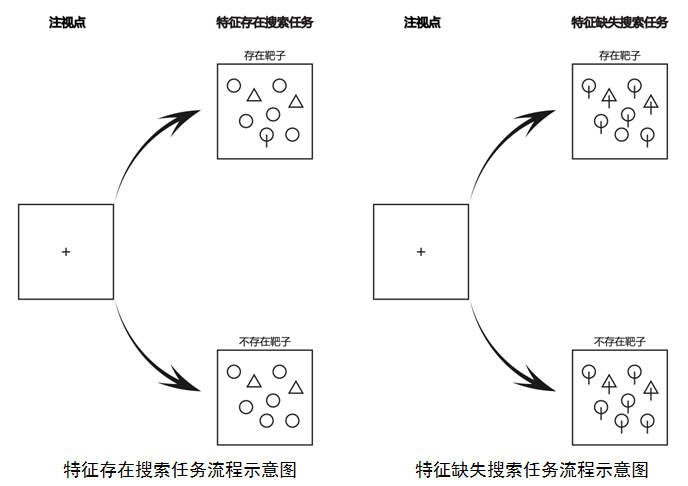 注视点
特征存在搜索任务
注视点
特征缺失搜索任务
存在靶子
存在靶子
不存在靶子
不存在靶子
特征存在搜索任务流程示意图
特征缺失搜索任务流程示意图